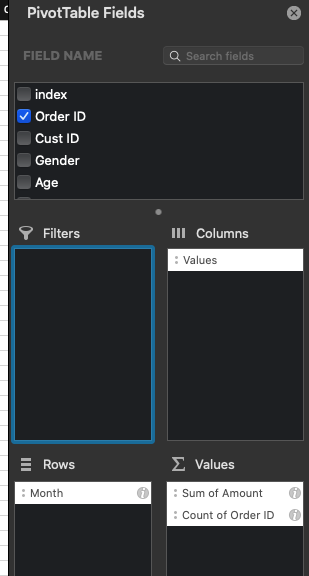 PivotTable Fields
FIELD NAME
Search fields
index
Order ID
Cust ID
Gender
Age
Filters
Columns
Values
Rows
Values
Month
Sum of Amount
Count of Order ID